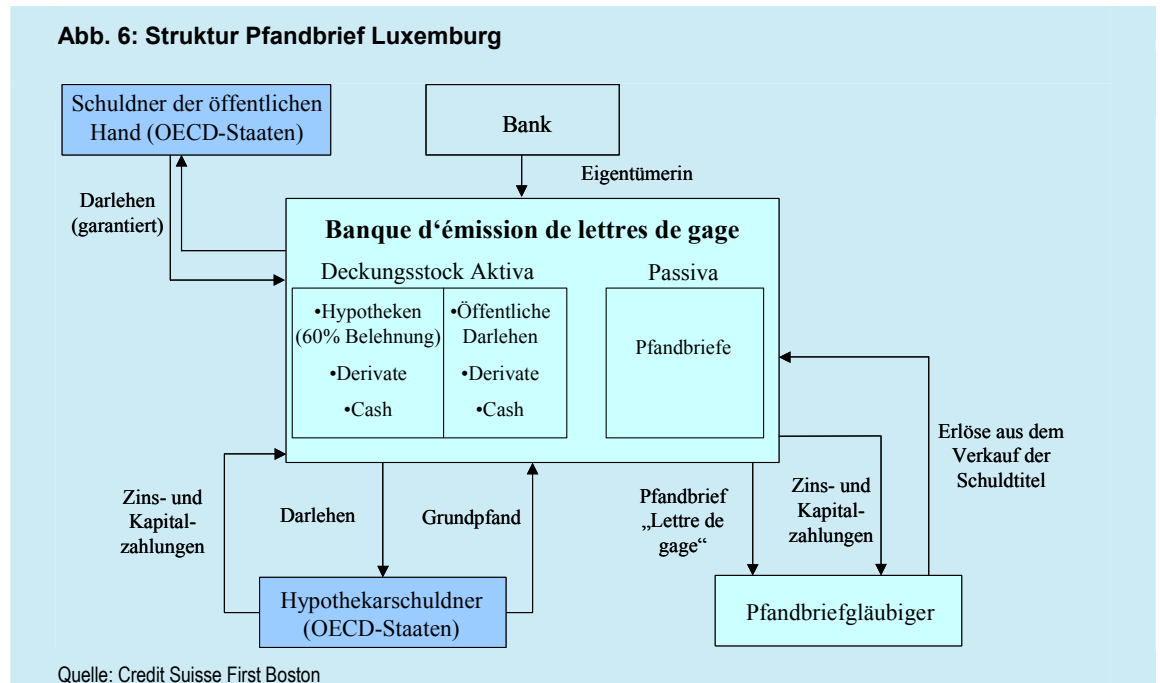 Abb. 6: Struktur Pfandbrief Luxemburg
Schuldner der öffentlichen
Hand (OECD-Staaten)
Bank
Eigentümerin
Darlehen
(garantiert)
Banque d‘émission de lettres de gage
Deckungsstock Aktiva
Passiva
•Hypotheken
(60% Belehnung)
•Derivate
•Cash
•Öffentliche
Darlehen
•Derivate
•Cash
Pfandbriefe
Zins- und
Kapital-
zahlungen
Darlehen
Grundpfand
Pfandbrief
„Lettre de
gage“
Zins- und
Kapital-
zahlungen
Erlöse aus dem
Verkauf der
Schuldtitel
Hypothekarschuldner
(OECD-Staaten)
Pfandbriefgläubiger
Quelle: Credit Suisse First Boston